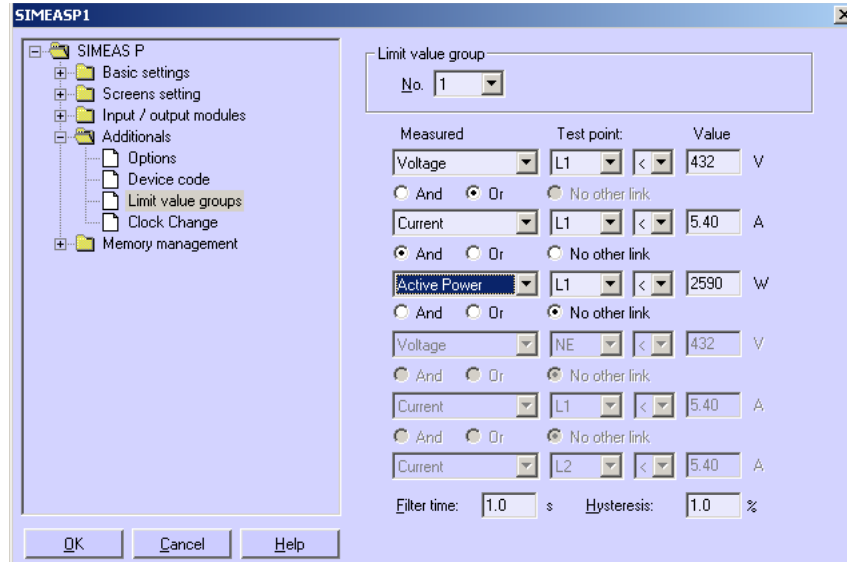 SIMEASP1
SIMEAS P
Basic settings
Screens setting
Input / output modules
Additionals
Options
Device code
Limit value groups
Clock Change
Memory management
Limit value group
No. 1
Measured Test point: Value
Voltage L1 < 432 V
And Or No other link
Current L1 < 5.40 A
And Or No other link
Active Power L1 < 2590 W
And Or No other link
Voltage NE < 432 V
And Or No other link
Current L1 < 5.40 A
And Or No other link
Current L2 < 5.40 A
Filter time: 1.0 s Hysteresis: 1.0 %
OK Cancel Help